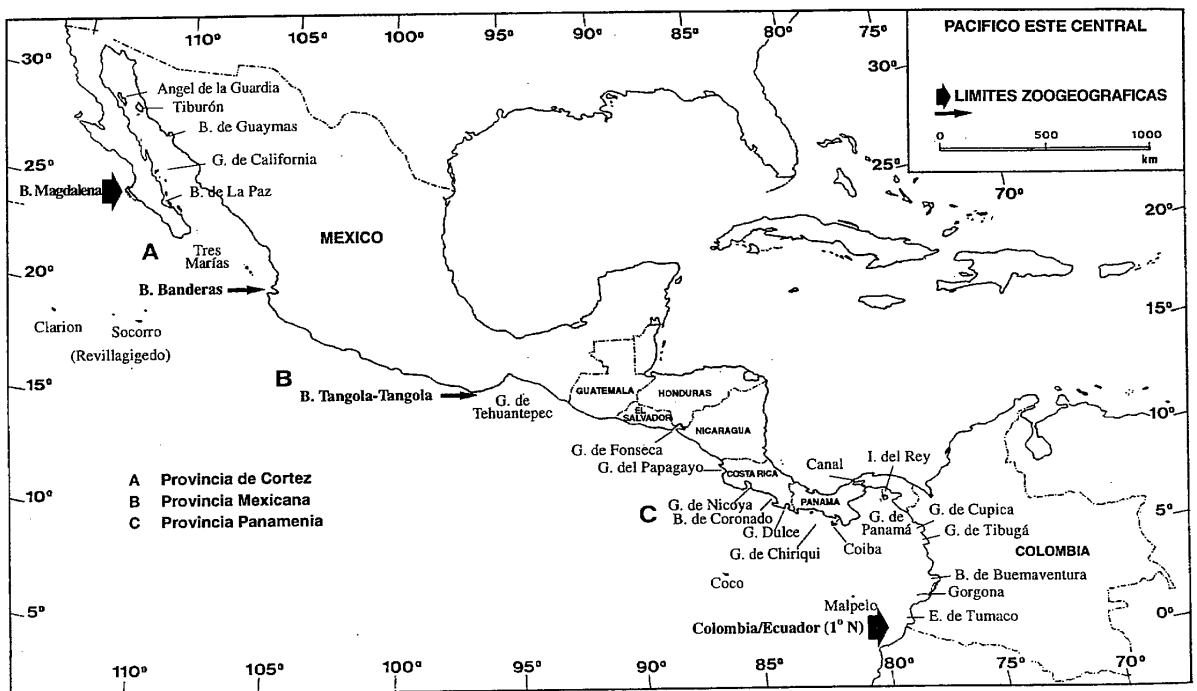 110º
100º
95º
90º
85º
75º
PACIFICO ESTE CENTRAL
30º
30º
LIMITES ZOOGEOGRAFICAS
0
500
1000
km
Angel de la Guardia
Tiburón
B. de Guaymas
G. de California
25º
25º
B. Magdalena
B. de La Paz
70º
20º
MEXICO
A
Tres
Marías
20º
B. Banderas
15º
Clarion
Socorro
(Revillagigedo)
15º
B
B. Tangola-Tangola
G. de
Tehuantepec
GUATEMALA
HONDURAS
EL
SALVADOR
NICARAGUA
10º
G. de Fonseca
G. del Papagayo
COSTA RICA
Canal
I. del Rey
A Provincia de Cortez
B Provincia Mexicana
C Provincia Panamenia
10º
C
G. de Nicoya
B. de Coronado
G. Dulce
G. de Chiriqui
PANAMA
Coiba
G. de
Panamá
G. de Cupica
G. de Tibugá
5º
COLOMBIA
Coco
B. de Buemaventura
Gorgona
Malpelo
E. de Tumaco
5º
0º
Colombia/Ecuador (1º N)
110º
105º
100º
95º
90º
85º
80º
75º
70º